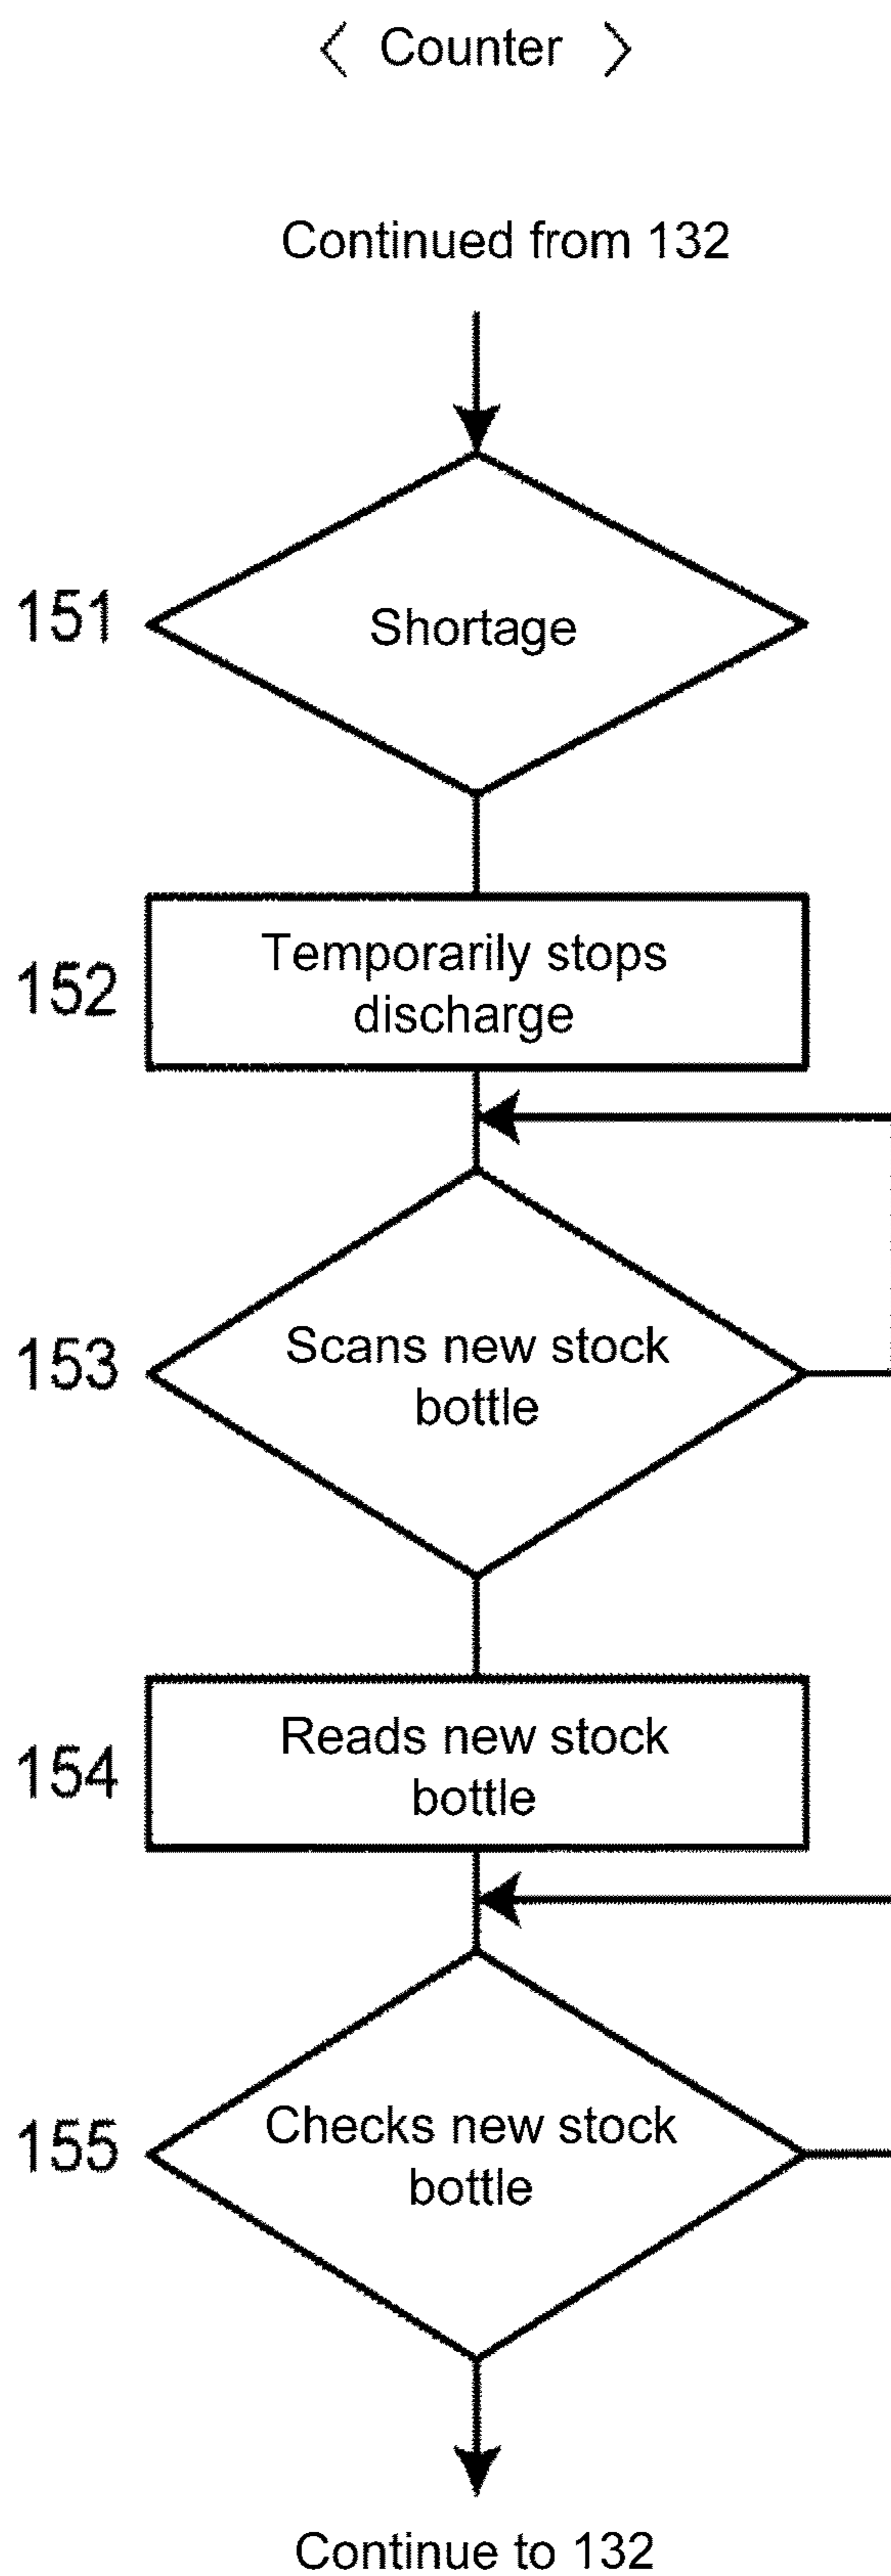 〈 Counter 〉
Continued from 132
151
Shortage
152
Temporarily stops
discharge
153
Scans new stock
bottle
154
Reads new stock
bottle
155
Checks new stock
bottle
Continue to 132